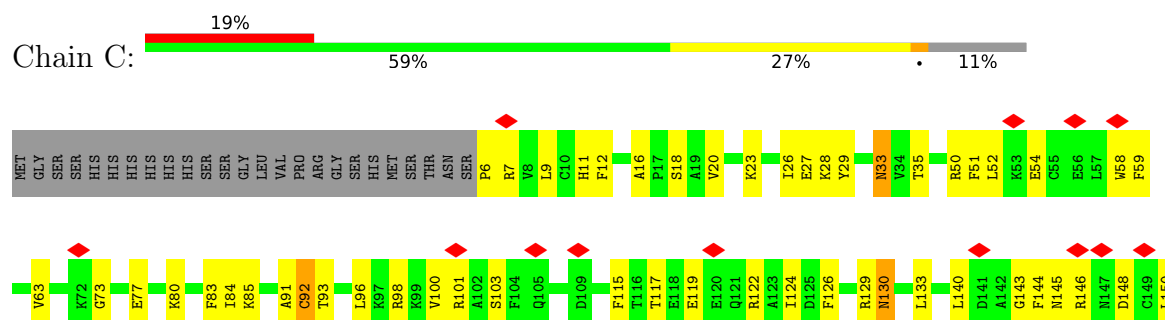 19%
Chain C:
59% 27% • 11%
MET GLY SER SER HIS HIS HIS HIS HIS HIS SER SER GLY LEU VAL PRO ARG GLY SER HIS MET SER THR ASN SER P6 R7 V8 L9 C10 H11 F12 A16 P17 S18 A19 V20 K23 I26 E27 K28 Y29 N33 V34 T35 R50 F51 L52 K53 E54 C55 E56 L57 W58 F59
V63 K72 G73 E77 K80 F83 I84 K85 A91 C92 T93 L96 K97 R98 K99 V100 R101 A102 S103 F104 Q105 D109 F115 T116 T117 E118 E119 E120 Q121 R122 A123 I124 D125 F126 R129 N130 L133 L140 D141 A142 G143 F144 N145 R146 N147 D148 C149